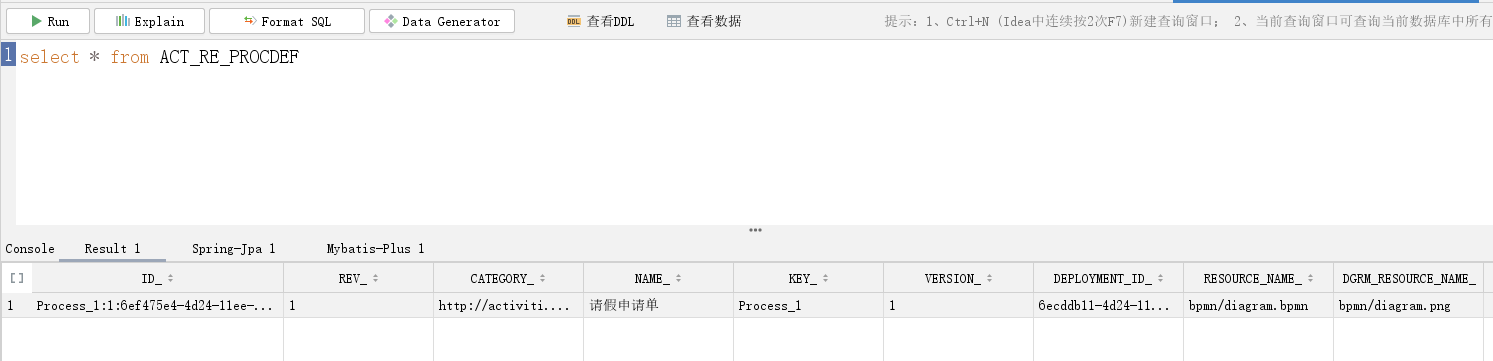 Run Explain Format SQL Data Generator 查看DDL 查看数据 提示：1、Ctrl+N (Idea中连续按2次F7)新建查询窗口； 2、当前查询窗口可查询当前数据库中所有
1 select * from ACT_RE_PROCDEF
Console Result 1 Spring-Jpa 1 Mybatis-Plus 1
[] ID_ REV_ CATEGORY_ NAME_ KEY_ VERSION_ DEPLOYMENT_ID_ RESOURCE_NAME_ DGRM_RESOURCE_NAME_
1 Process_1:1:6ef475e4-4d24-11ee-... 1 http://activiti.... 请假申请单 Process_1 1 6ecddb11-4d24-11... bpmn/diagram.bpmn bpmn/diagram.png